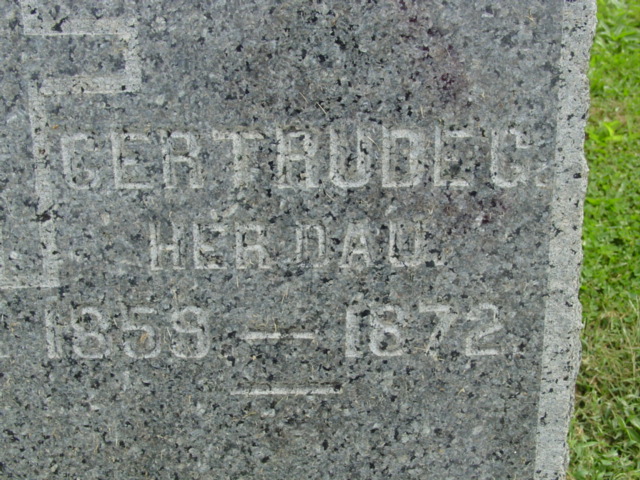 GERTRUDE G.
HER DAU.
1859 — 1872.